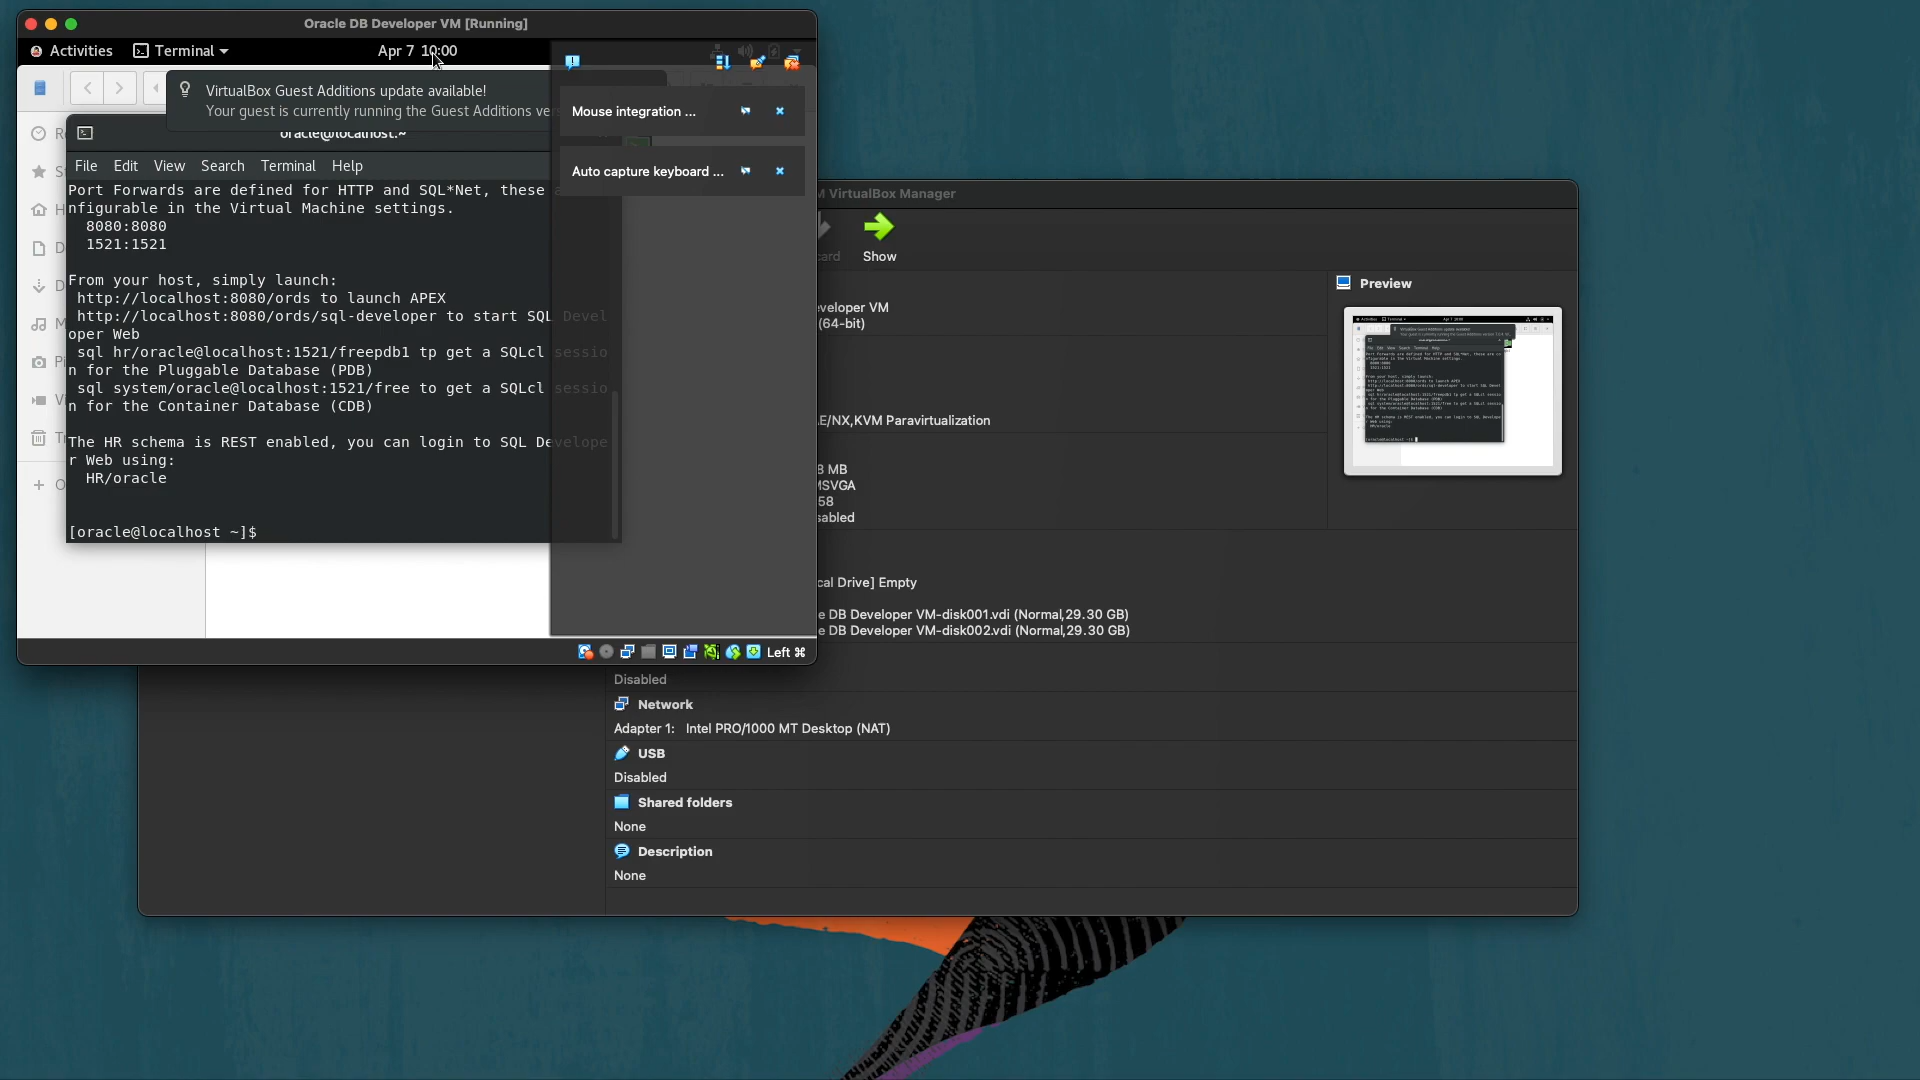 Oracle DB Developer VM [Running]
Activities
Terminal
Apr 7 10:00
VirtualBox Guest Additions update available!
Your guest is currently running the Guest Additions
Mouse integration ...
Auto capture keyboard ...
File Edit View Search Terminal Help
Port Forwards are defined for HTTP and SQL*Net, these
nfigurable in the Virtual Machine settings.
8080:8080
1521:1521
From your host, simply launch:
http://localhost:8080/ords to launch APEX
http://localhost:8080/ords/sql-developer to start SQL Devel
oper Web
sql hr/oracle@localhost:1521/freepdb1 tp get a SQLcl sessio
n for the Pluggable Database (PDB)
sql system/oracle@localhost:1521/free to get a SQLcl sessio
n for the Container Database (CDB)
The HR schema is REST enabled, you can login to SQL Develope
r Web using:
HR/oracle
[oracle@localhost ~]$
Left ⌘
VirtualBox Manager
Show
eveloper VM
(64-bit)
E/NX,KVM Paravirtualization
8 MB
MSVGA
58
sabled
cal Drive] Empty
e DB Developer VM-disk001.vdi (Normal,29.30 GB)
e DB Developer VM-disk002.vdi (Normal,29.30 GB)
Disabled
Network
Adapter 1: Intel PRO/1000 MT Desktop (NAT)
USB
Disabled
Shared folders
None
Description
None
Preview